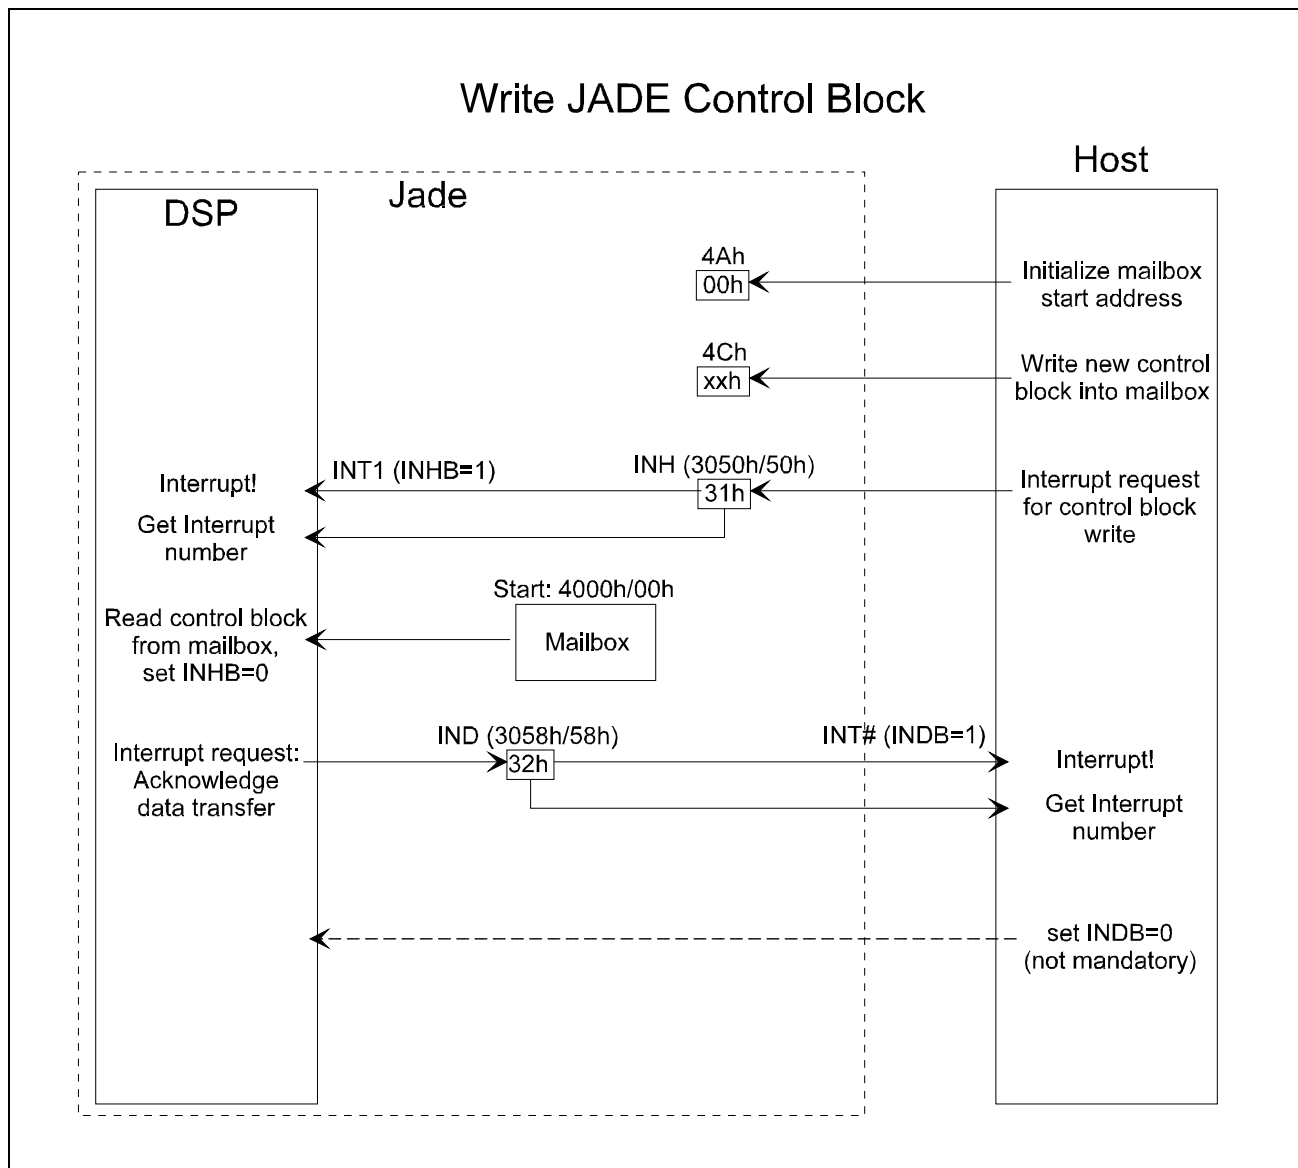 Write JADE Control Block
Host
Jade
DSP
4Ah
00h
Initialize mailbox
start address
4Ch
xxh
Write new control
block into mailbox
Interrupt!
INT1 (INHB=1)
INH (3050h/50h)
31h
Interrupt request
for control block
write
Get Interrupt
number
Start: 4000h/00h
Mailbox
Read control block
from mailbox,
set INHB=0
Interrupt request:
Acknowledge
data transfer
IND (3058h/58h)
32h
INT# (INDB=1)
Interrupt!
Get Interrupt
number
set INDB=0
(not mandatory)